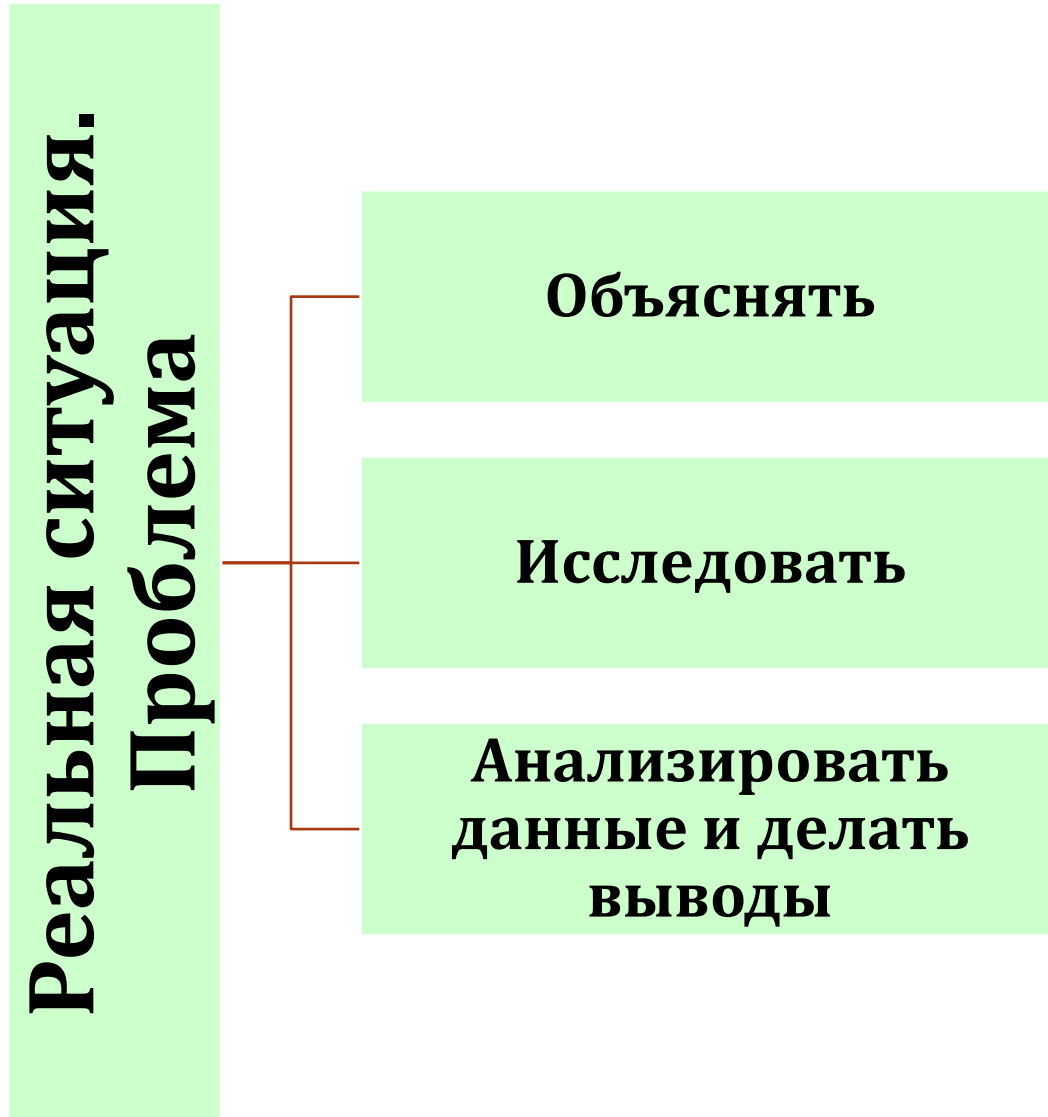 Реальная ситуация.
Проблема
Объяснять
Исследовать
Анализировать
данные и делать
выводы